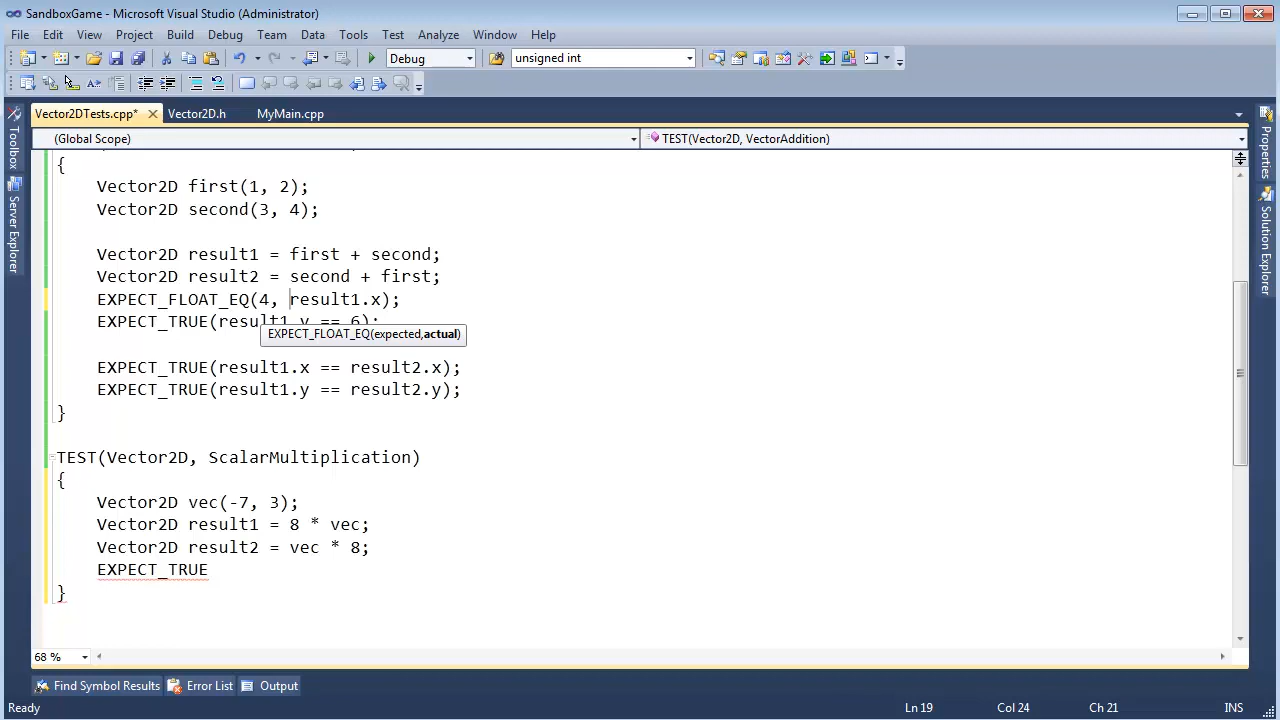 SandboxGame - Microsoft Visual Studio (Administrator)
File Edit View Project Build Debug Team Data Tools Test Analyze Window Help
Debug unsigned int
Vector2DTests.cpp* Vector2D.h MyMain.cpp
(Global Scope) TEST(Vector2D, VectorAddition)
Toolbox
Server Explorer
Properties
Solution Explorer
{
Vector2D first(1, 2);
Vector2D second(3, 4);
Vector2D result1 = first + second;
Vector2D result2 = second + first;
EXPECT_FLOAT_EQ(4, result1.x);
EXPECT_TRUE(result1.y == 6);
EXPECT_FLOAT_EQ(expected,actual)
EXPECT_TRUE(result1.x == result2.x);
EXPECT_TRUE(result1.y == result2.y);
}
TEST(Vector2D, ScalarMultiplication)
{
Vector2D vec(-7, 3);
Vector2D result1 = 8 * vec;
Vector2D result2 = vec * 8;
EXPECT_TRUE
}
68 %
Find Symbol Results Error List Output
Ready Ln 19 Col 24 Ch 21 INS